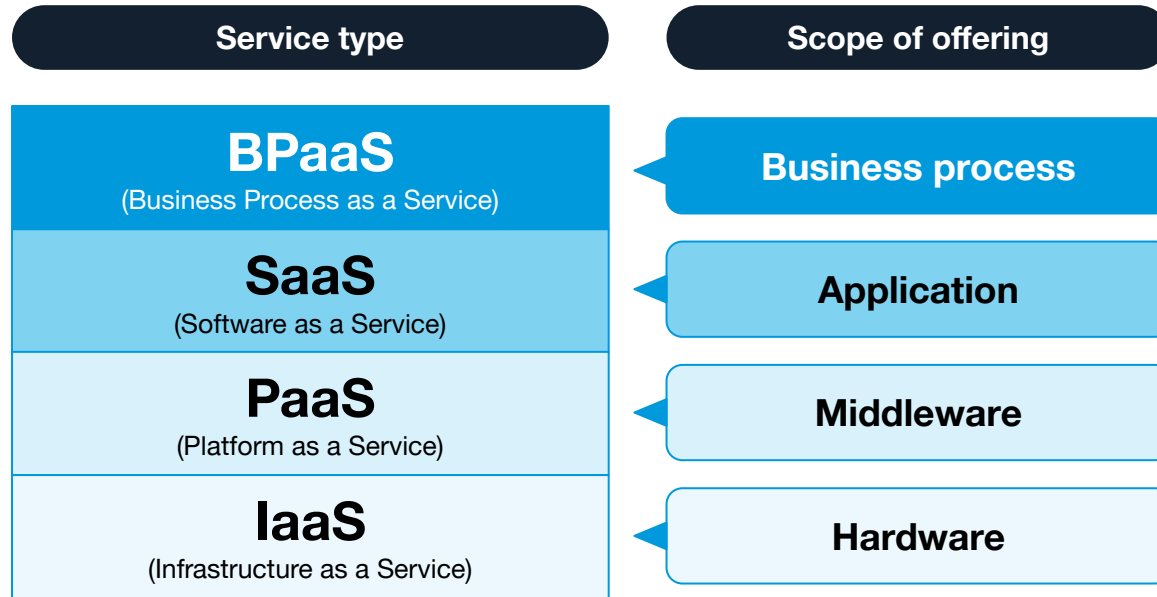 Service type
Scope of offering
BPaaS
(Business Process as a Service)
Business process
SaaS
(Software as a Service)
Application
PaaS
(Platform as a Service)
Middleware
IaaS
(Infrastructure as a Service)
Hardware